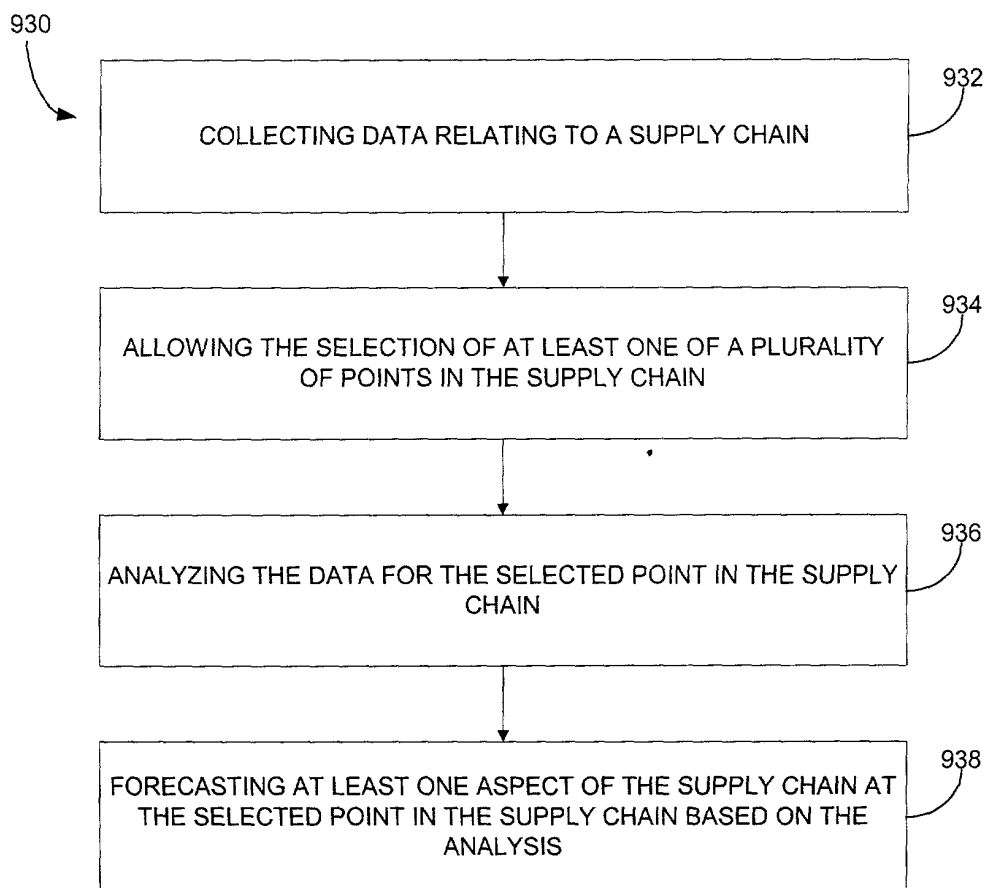 930
932
COLLECTING DATA RELATING TO A SUPPLY CHAIN
934
ALLOWING THE SELECTION OF AT LEAST ONE OF A PLURALITY
OF POINTS IN THE SUPPLY CHAIN
936
ANALYZING THE DATA FOR THE SELECTED POINT IN THE SUPPLY
CHAIN
938
FORECASTING AT LEAST ONE ASPECT OF THE SUPPLY CHAIN AT
THE SELECTED POINT IN THE SUPPLY CHAIN BASED ON THE
ANALYSIS